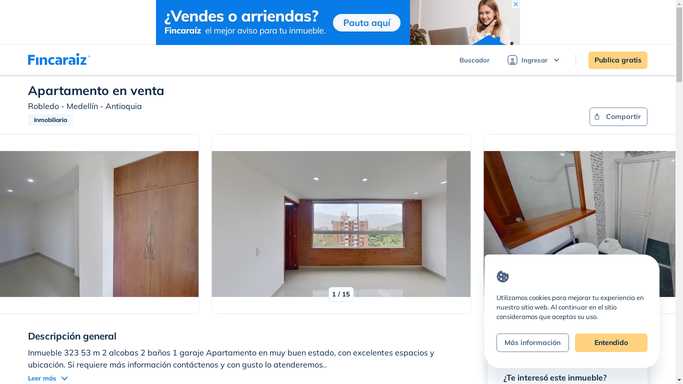 ¿Vendes o arriendas?
Fincaraíz el mejor aviso para tu inmueble.
Pauta aquí
Fincaraíz
Buscador
Ingresar
Publica gratis
Apartamento en venta
Robledo - Medellín - Antioquia
Inmobiliaria
Compartir
1 / 15
Descripción general
Inmueble 323 53 m 2 alcobas 2 baños 1 garaje Apartamento en muy buen estado, con excelentes espacios y
ubicación. Si requiere más información contáctenos y con gusto lo atenderemos..
Leer más
Utilizamos cookies para mejorar tu experiencia en
nuestro sitio web. Al continuar en el sitio
consideramos que aceptas su uso.
Más información
Entendido
¿Te interesó este inmueble?